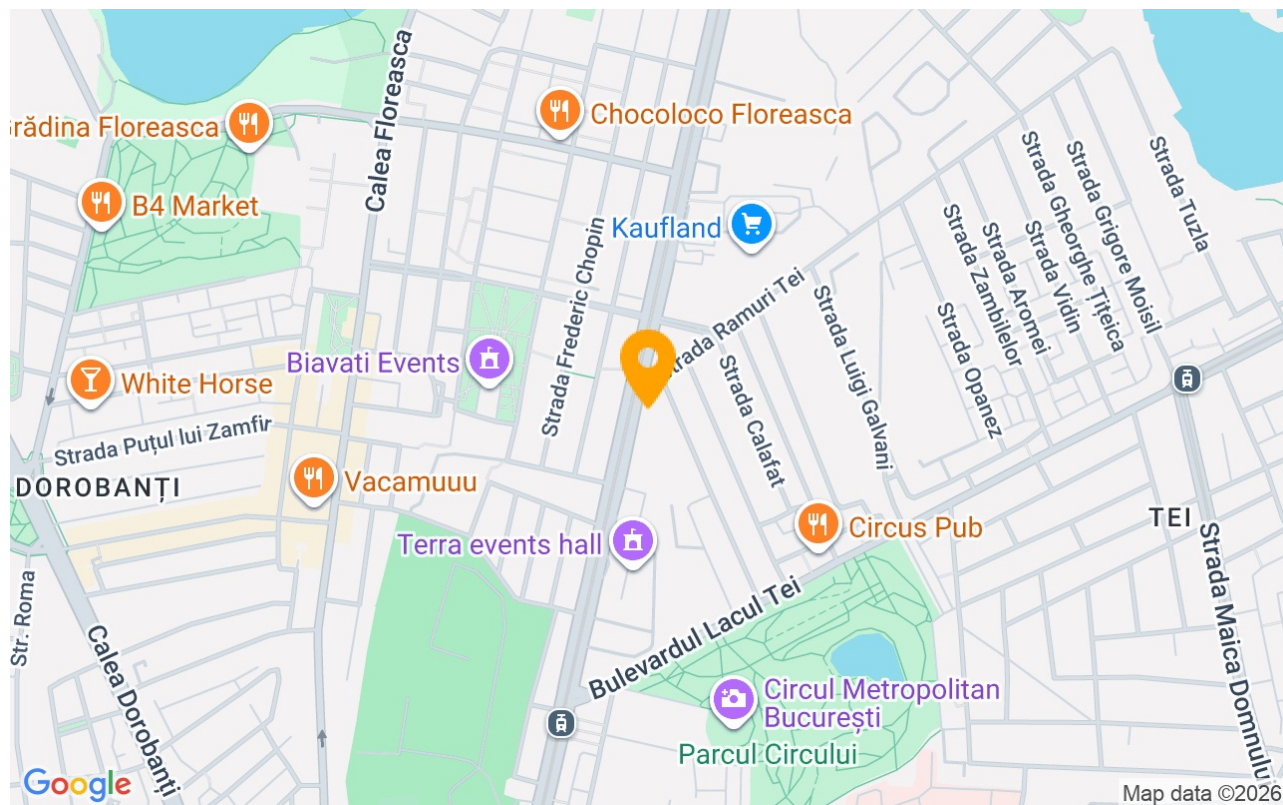 Calea Floreasca
Chocoloco Floreasca
Grădina Floreasca
B4 Market
Kaufland
Strada Frederic Chopin
Strada Tuzla
Strada Grigore Moisil
Strada Gheorghe Țițeica
Strada Vidin
Strada Aromei
Strada Zambilelor
Strada Opanez
Strada Ramuri Tei
Strada Luigi Galvani
Strada Calafat
Biavati Events
White Horse
Strada Puțul lui Zamfir
DOROBANȚI
Vacamuuu
Terra events hall
Circus Pub
TEI
Strada Maica Domnului
Str. Roma
Calea Dorobanți
Bulevardul Lacul Tei
Circul Metropolitan
București
Parcul Circului
Google
Map data ©2026